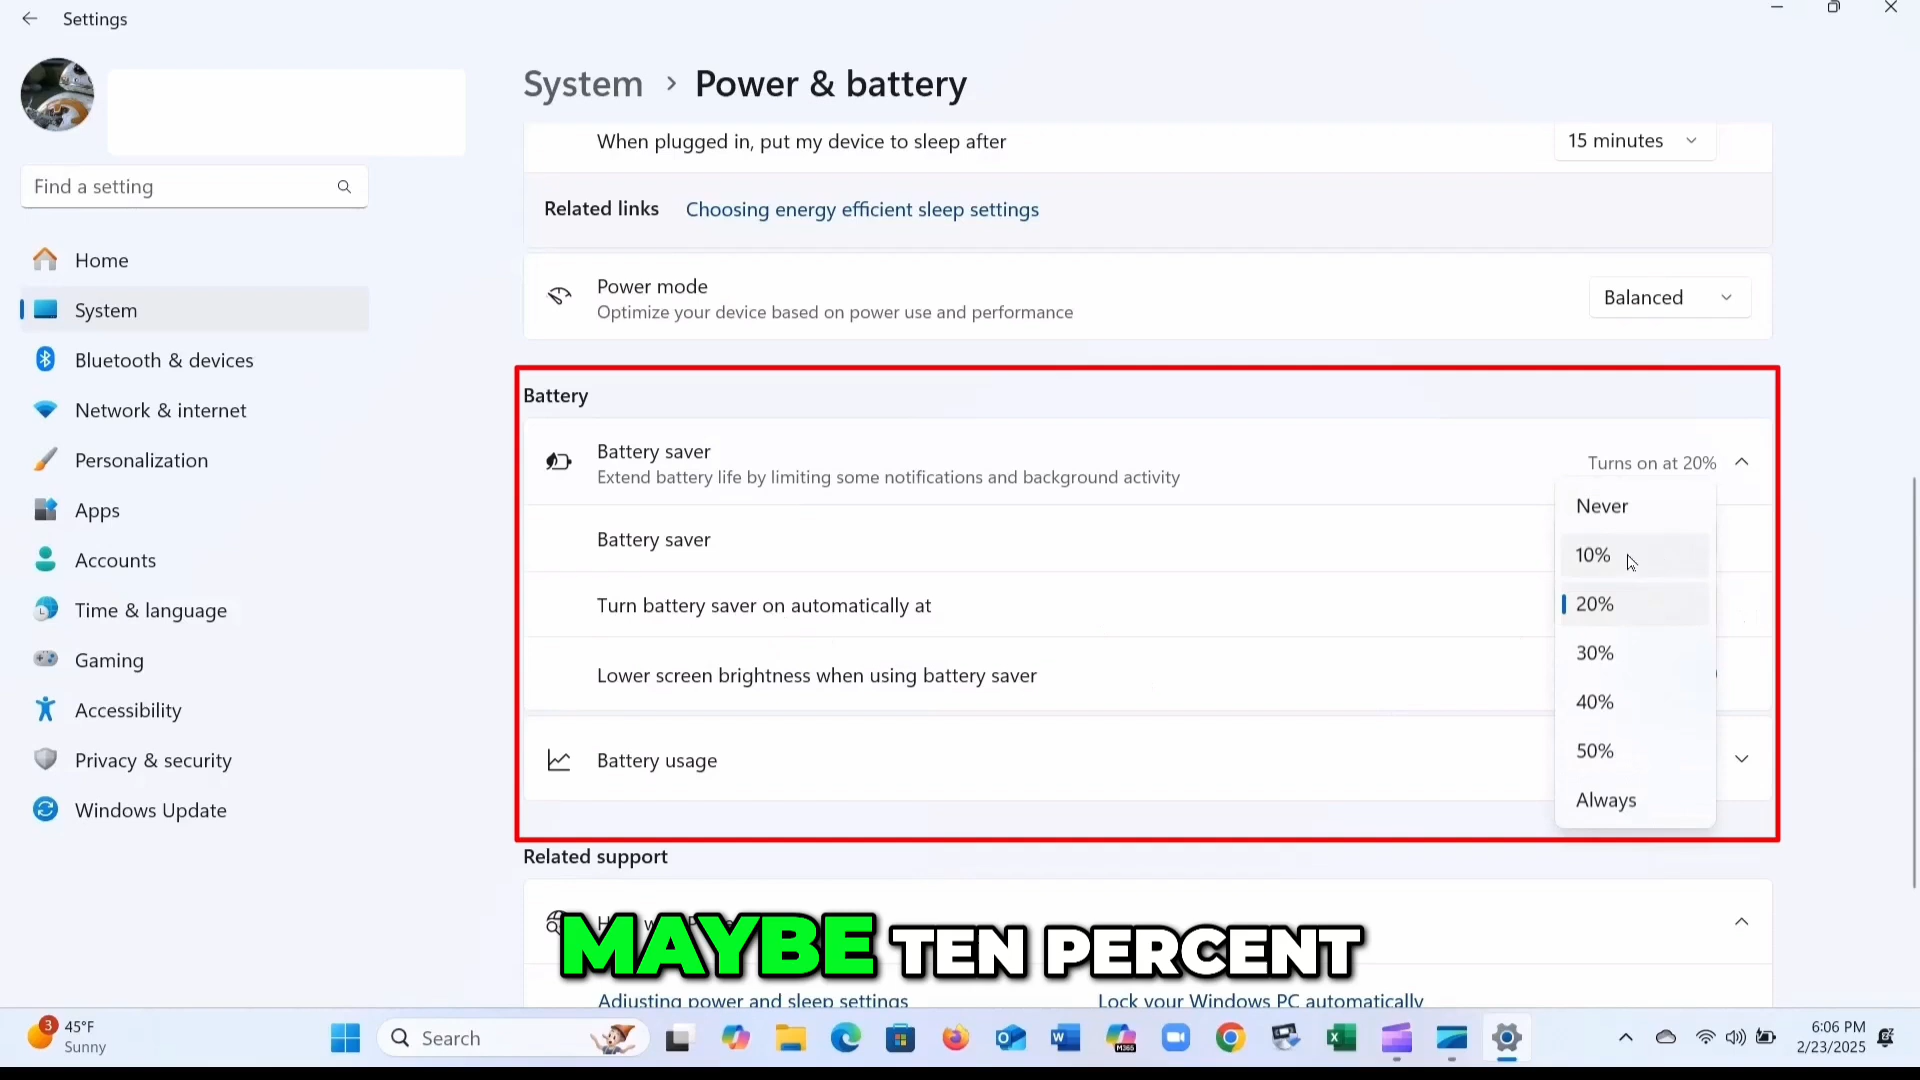 Settings
System > Power & battery
Find a setting
Home
System
Bluetooth & devices
Network & internet
Personalization
Apps
Accounts
Time & language
Gaming
Accessibility
Privacy & security
Windows Update
When plugged in, put my device to sleep after
15 minutes
Related links Choosing energy efficient sleep settings
Power mode
Optimize your device based on power use and performance
Balanced
Battery
Battery saver
Extend battery life by limiting some notifications and background activity
Turns on at 20%
Battery saver
Turn battery saver on automatically at
Lower screen brightness when using battery saver
Battery usage
Never
10%
20%
30%
40%
50%
Always
Related support
MAYBE TEN PERCENT
Adjusting power and sleep settings
Lock your Windows PC automatically
3
45°F
Sunny
Search
M365
6:06 PM
2/23/2025